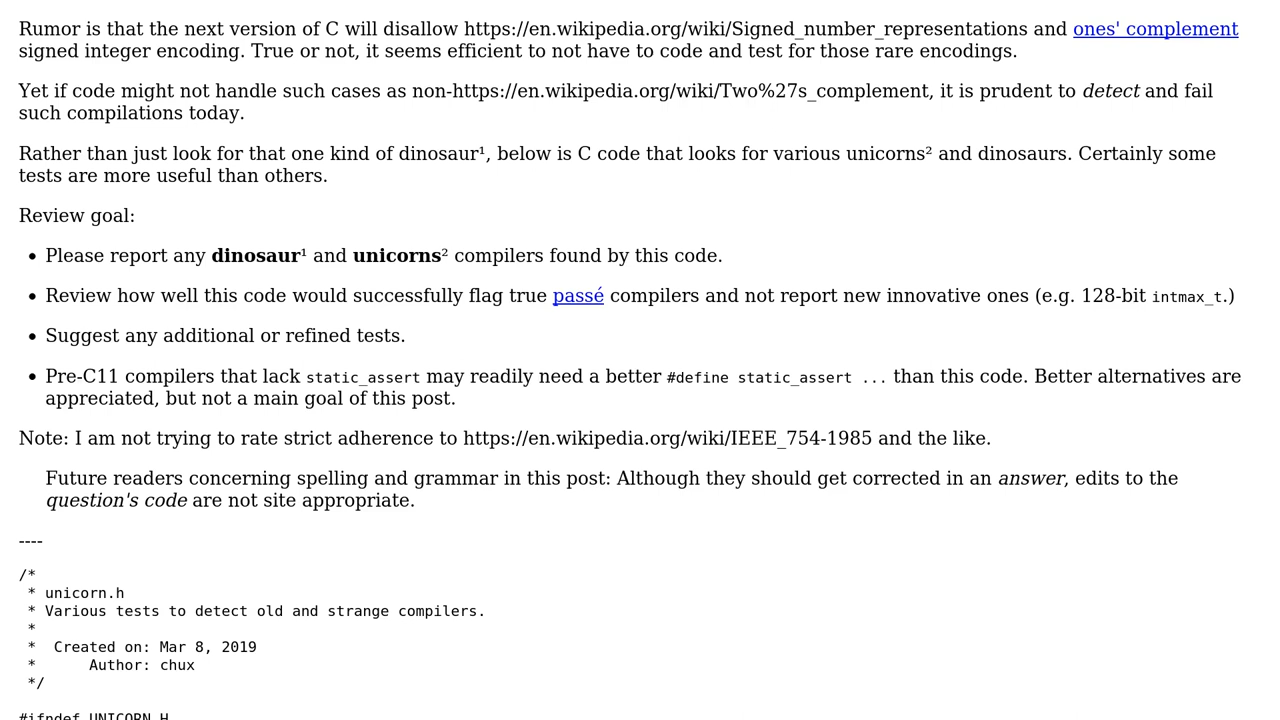 Rumor is that the next version of C will disallow https://en.wikipedia.org/wiki/Signed_number_representations and ones' complement
signed integer encoding. True or not, it seems efficient to not have to code and test for those rare encodings.
Yet if code might not handle such cases as non-https://en.wikipedia.org/wiki/Two%27s_complement, it is prudent to detect and fail
such compilations today.
Rather than just look for that one kind of dinosaur¹, below is C code that looks for various unicorns² and dinosaurs. Certainly some
tests are more useful than others.
Review goal:
• Please report any dinosaur¹ and unicorns² compilers found by this code.
• Review how well this code would successfully flag true passé compilers and not report new innovative ones (e.g. 128-bit intmax_t.)
• Suggest any additional or refined tests.
• Pre-C11 compilers that lack static_assert may readily need a better #define static_assert ... than this code. Better alternatives are
appreciated, but not a main goal of this post.
Note: I am not trying to rate strict adherence to https://en.wikipedia.org/wiki/IEEE_754-1985 and the like.
Future readers concerning spelling and grammar in this post: Although they should get corrected in an answer, edits to the
question's code are not site appropriate.
----
/*
 * unicorn.h
 * Various tests to detect old and strange compilers.
 *
 *  Created on: Mar 8, 2019
 *      Author: chux
 */
#ifndef UNICORN_H